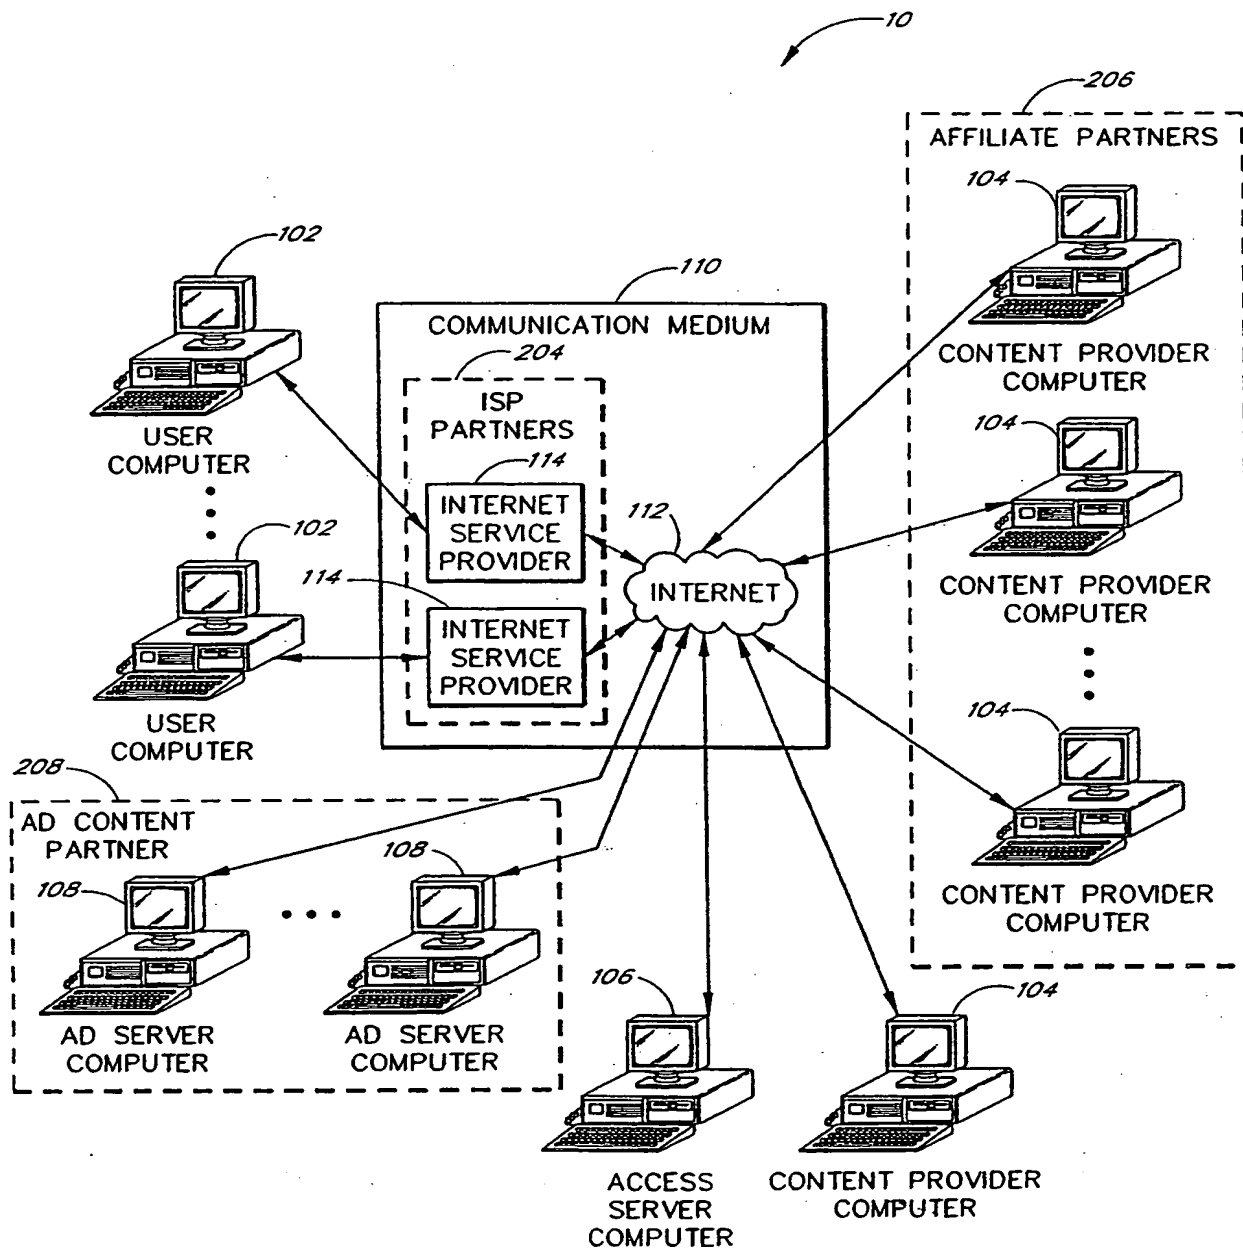 10
206
AFFILIATE PARTNERS
104
CONTENT PROVIDER
COMPUTER
104
CONTENT PROVIDER
COMPUTER
104
CONTENT PROVIDER
COMPUTER
102
USER
COMPUTER
102
USER
COMPUTER
110
COMMUNICATION MEDIUM
204
ISP
PARTNERS
114
INTERNET
SERVICE
PROVIDER
114
INTERNET
SERVICE
PROVIDER
112
INTERNET
208
AD CONTENT
PARTNER
108
AD SERVER
COMPUTER
108
AD SERVER
COMPUTER
106
ACCESS
SERVER
COMPUTER
104
CONTENT PROVIDER
COMPUTER